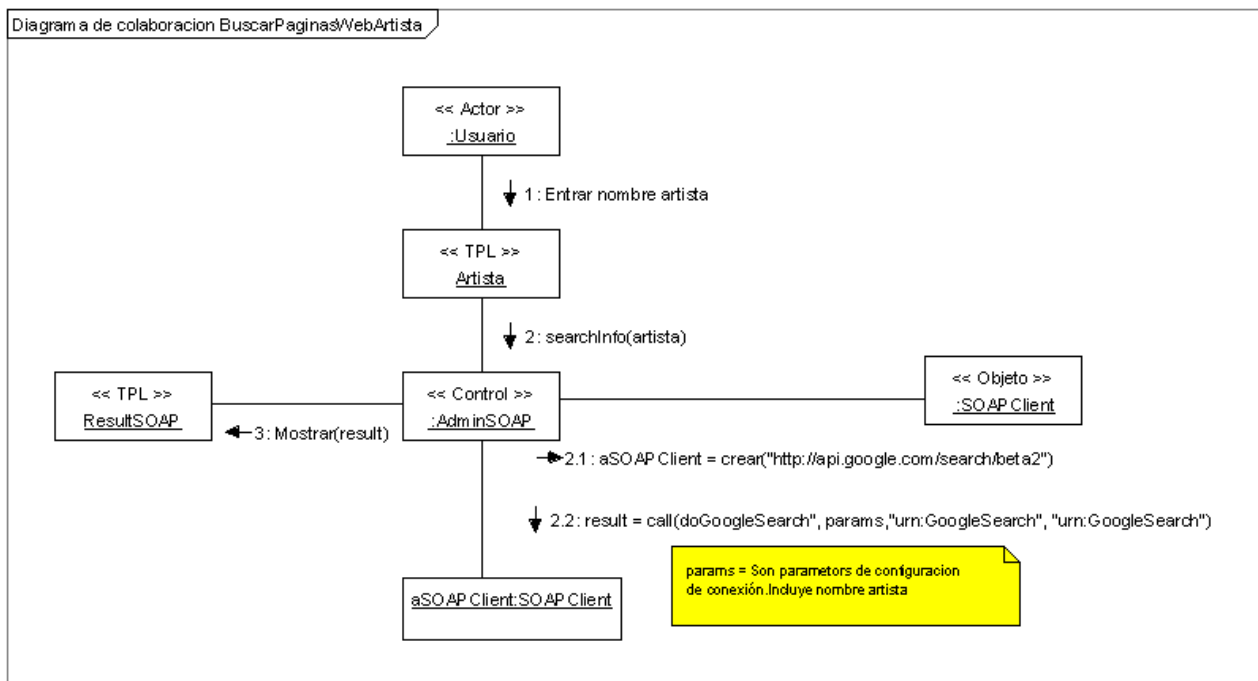 Diagrama de colaboracion BuscarPaginasWebArtista
<< Actor >>
:Usuario
1: Entrar nombre artista
<< TPL >>
Artista
2: searchInfo(artista)
<< TPL >>
ResultSOAP
<< Control >>
:AdminSOAP
<< Objeto >>
:SOAPClient
3: Mostrar(result)
2.1: aSOAPClient = crear("http://api.google.com/search/beta2")
2.2: result = call(doGoogleSearch", params,"urn:GoogleSearch", "urn:GoogleSearch")
params = Son parametors de configuracion
de conexión.Incluye nombre artista
aSOAPClient:SOAPClient